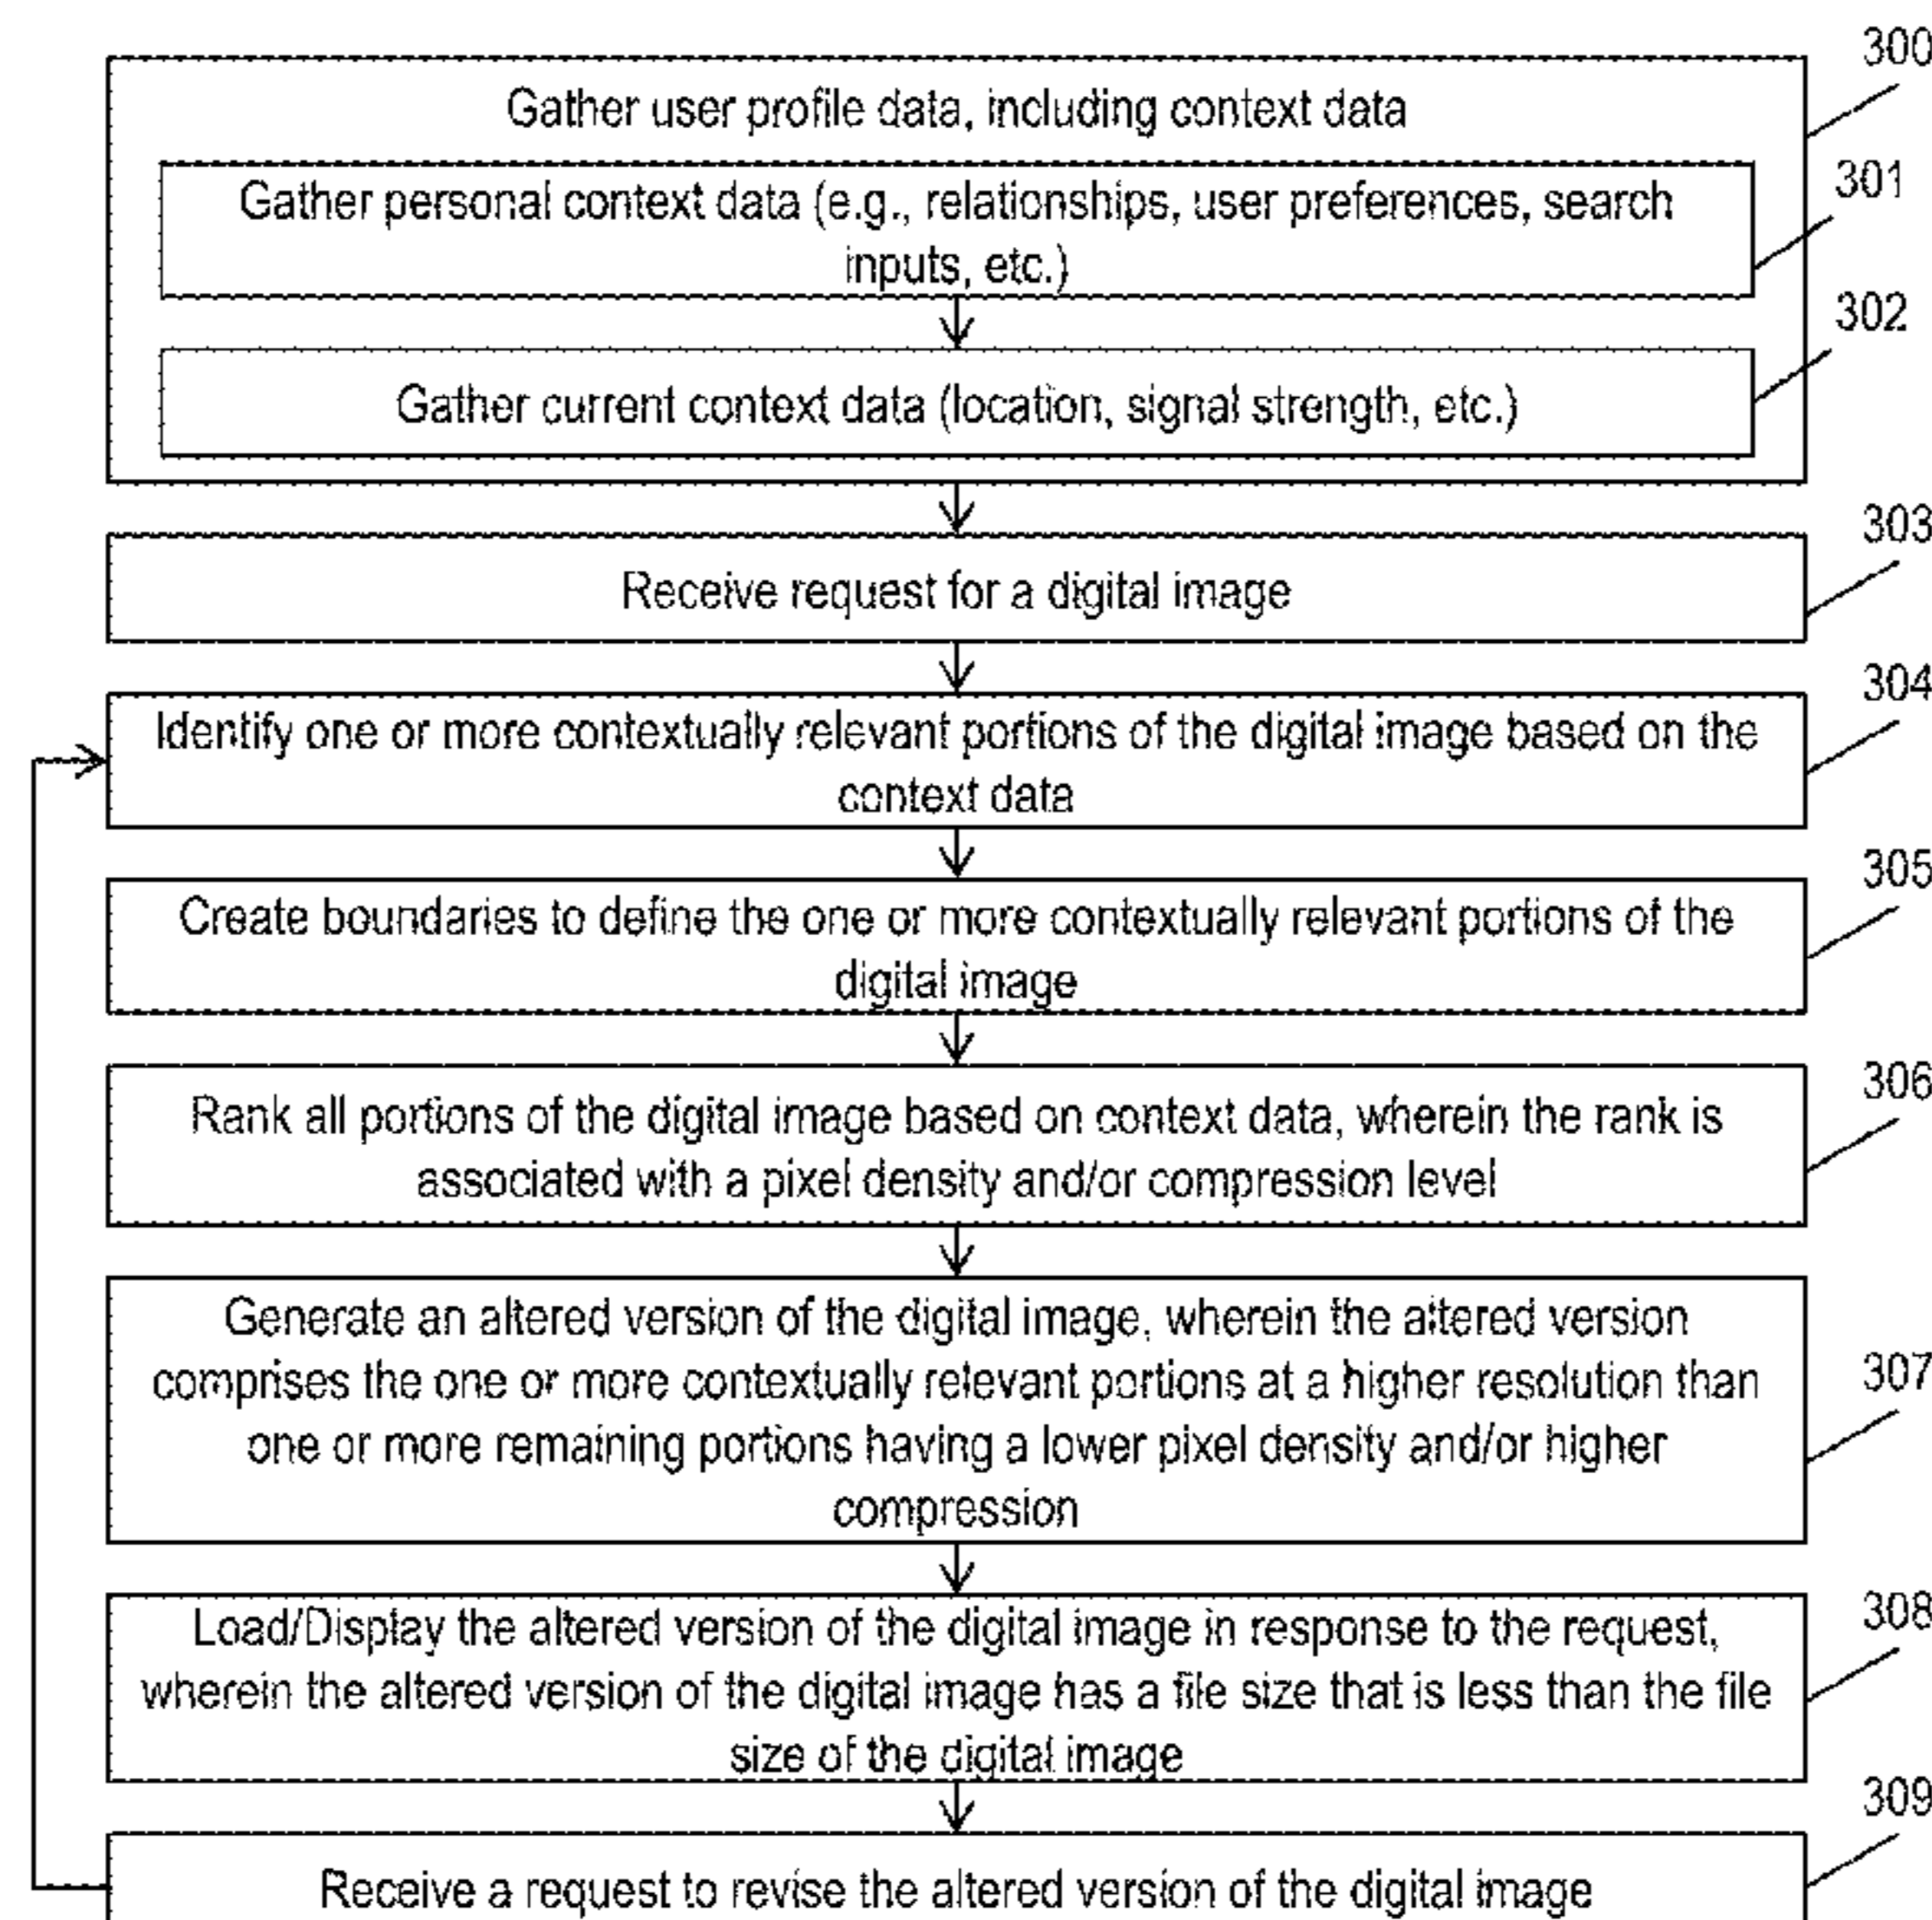 300
Gather user profile data, including context data
301
Gather personal context data (e.g., relationships, user preferences, search
inputs, etc.)
302
Gather current context data (location, signal strength, etc.)
303
Receive request for a digital image
304
Identify one or more contextually relevant portions of the digital image based on the
context data
305
Create boundaries to define the one or more contextually relevant portions of the
digital image
306
Rank all portions of the digital image based on context data, wherein the rank is
associated with a pixel density and/or compression level
307
Generate an altered version of the digital image, wherein the altered version
comprises the one or more contextually relevant portions at a higher resolution than
one or more remaining portions having a lower pixel density and/or higher
compression
308
Load/Display the altered version of the digital image in response to the request,
wherein the altered version of the digital image has a file size that is less than the file
size of the digital image
309
Receive a request to revise the altered version of the digital image